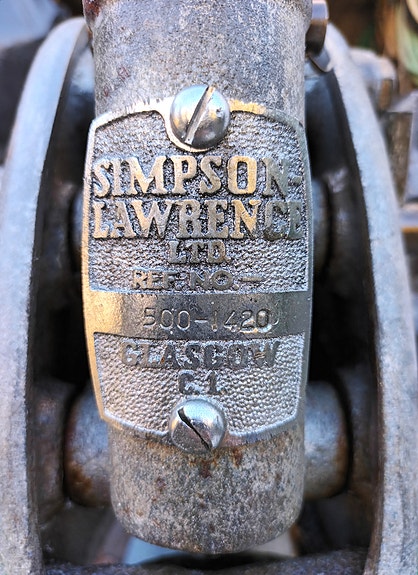 SIMPSON-
LAWRENCE
LTD.
REF. NO.—
500-1420
GLASGOW
C.1.